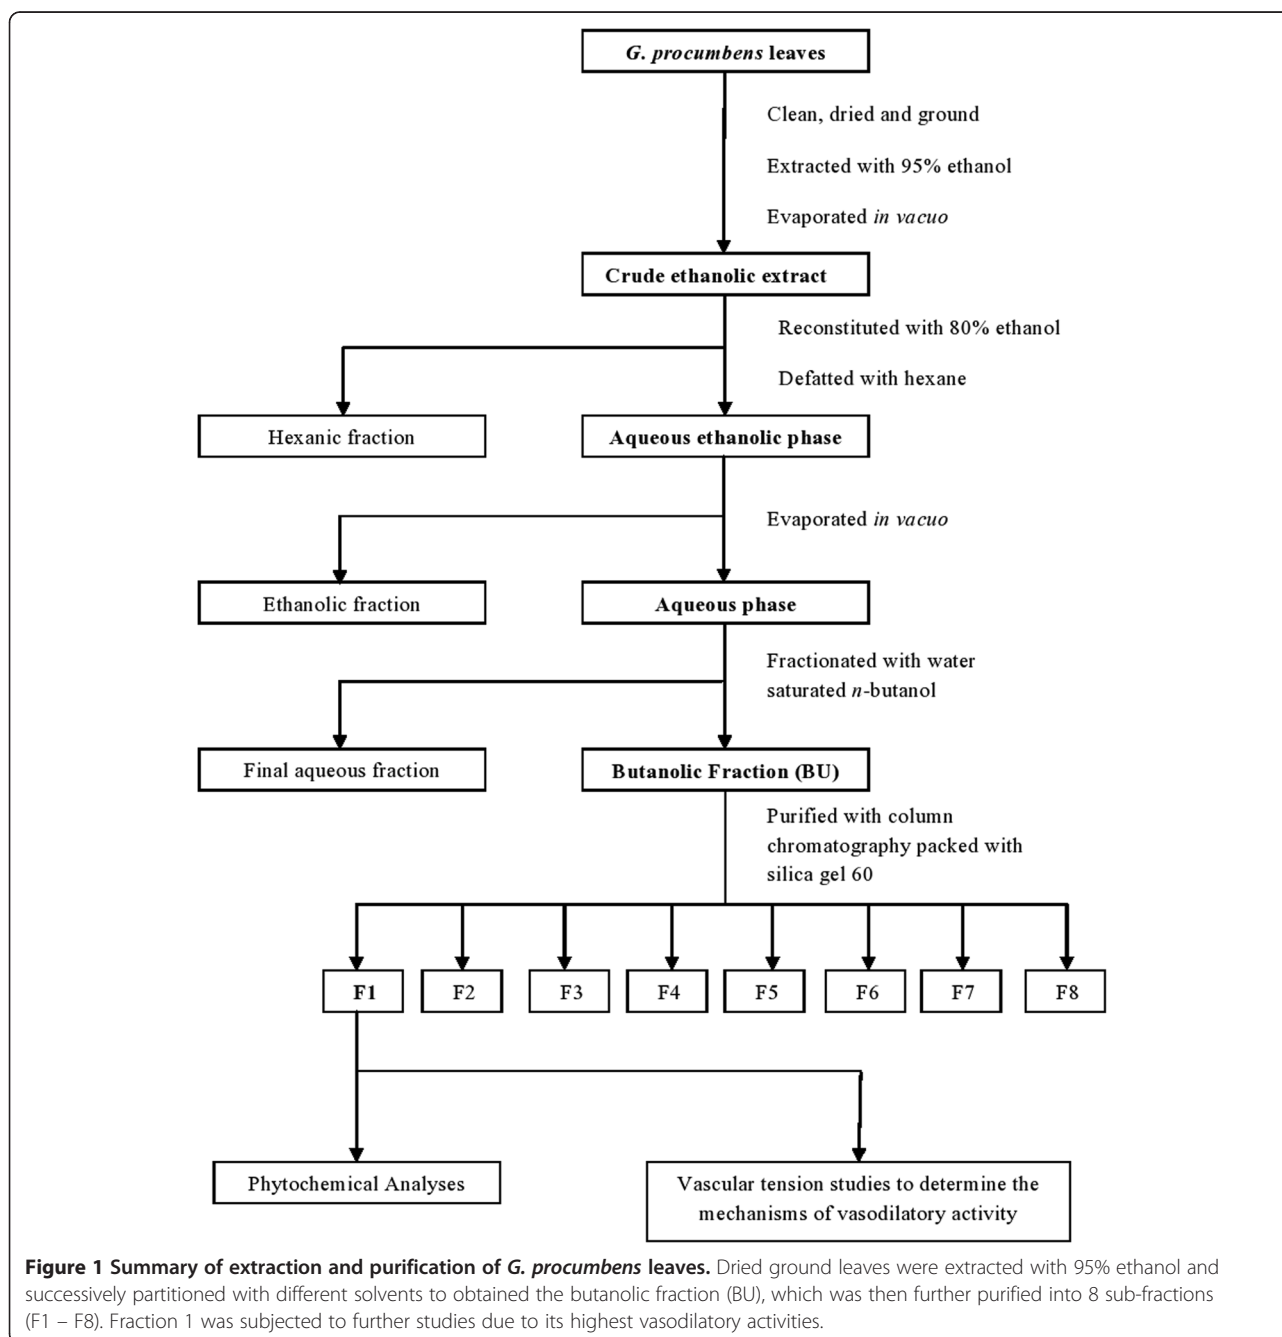 G. procumbens leaves
Clean, dried and ground
Extracted with 95% ethanol
Evaporated in vacuo
Crude ethanolic extract
Reconstituted with 80% ethanol
Defatted with hexane
Hexanic fraction
Aqueous ethanolic phase
Evaporated in vacuo
Ethanolic fraction
Aqueous phase
Fractionated with water
saturated n-butanol
Final aqueous fraction
Butanolic Fraction (BU)
Purified with column
chromatography packed with
silica gel 60
F1
F2
F3
F4
F5
F6
F7
F8
Phytochemical Analyses
Vascular tension studies to determine the
mechanisms of vasodilatory activity
Figure 1 Summary of extraction and purification of G. procumbens leaves. Dried ground leaves were extracted with 95% ethanol and
successively partitioned with different solvents to obtained the butanolic fraction (BU), which was then further purified into 8 sub-fractions
(F1 – F8). Fraction 1 was subjected to further studies due to its highest vasodilatory activities.